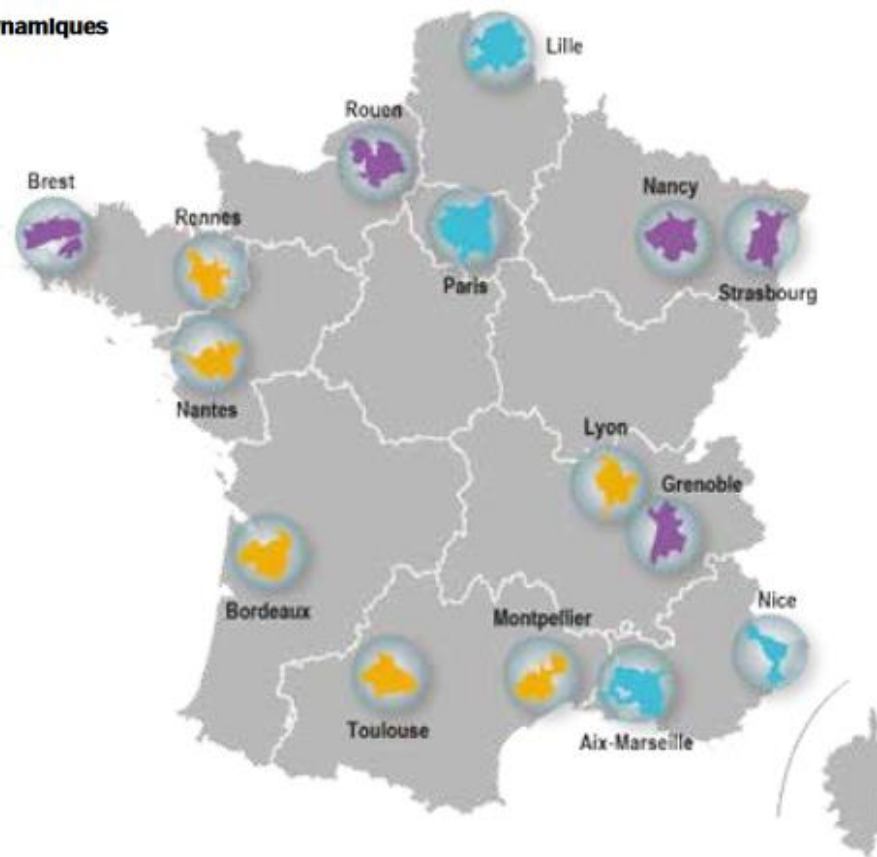 namiques
Lille
Rouen
Brest
Nancy
Rennes
Paris
Strasbourg
Nantes
Lyon
Grenoble
Nice
Bordeaux
Montpellier
Toulouse
Aix-Marseille